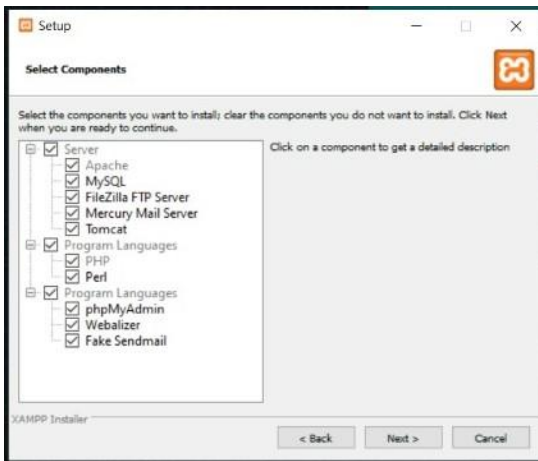 Setup
Select Components
Select the components you want to install; clear the components you do not want to install. Click Next
when you are ready to continue.
Click on a component to get a detailed description
Server
Apache
MySQL
FileZilla FTP Server
Mercury Mail Server
Tomcat
Program Languages
PHP
Perl
Program Languages
phpMyAdmin
Webalizer
Fake Sendmail
XAMPP Installer
< Back
Next >
Cancel